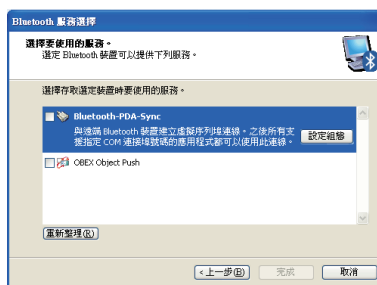 Bluetooth 服務選擇
選擇要使用的服務。
選定 Bluetooth 裝置可以提供下列服務。
選擇存取選定裝置時要使用的服務。
Bluetooth-PDA-Sync
與遠端 Bluetooth 裝置建立虛擬序列埠連線。之後所有支
援指定 COM 連接埠號碼的應用程式都可以使用此連線。
設定組態
OBEX Object Push
重新整理(R)
<上一步(B)
完成
取消